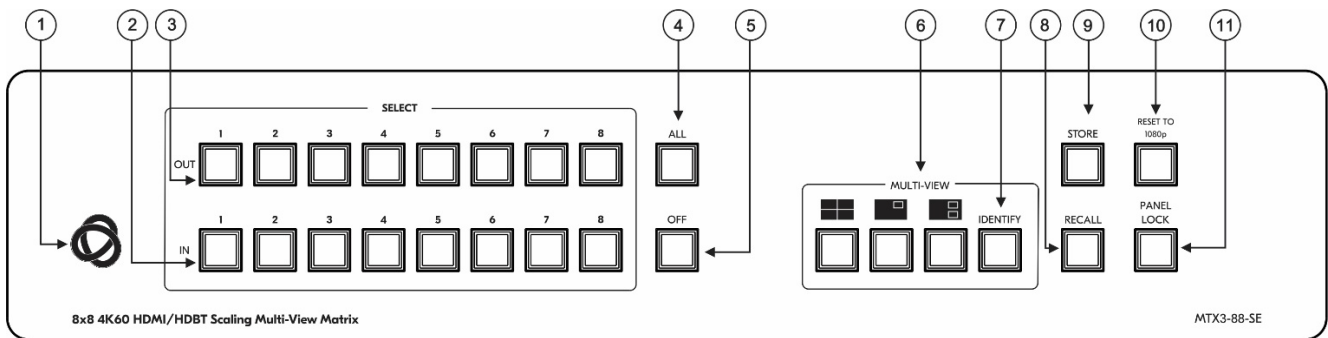 1 2 3 4 5 6 7 8 9 10 11
SELECT
1 2 3 4 5 6 7 8 ALL
OUT
STORE
RESET TO
1080p
MULTI-VIEW
1 2 3 4 5 6 7 8 OFF
IN
IDENTIFY
RECALL
PANEL
LOCK
8x8 4K60 HDMI/HDBT Scaling Multi-View Matrix
MTX3-88-SE